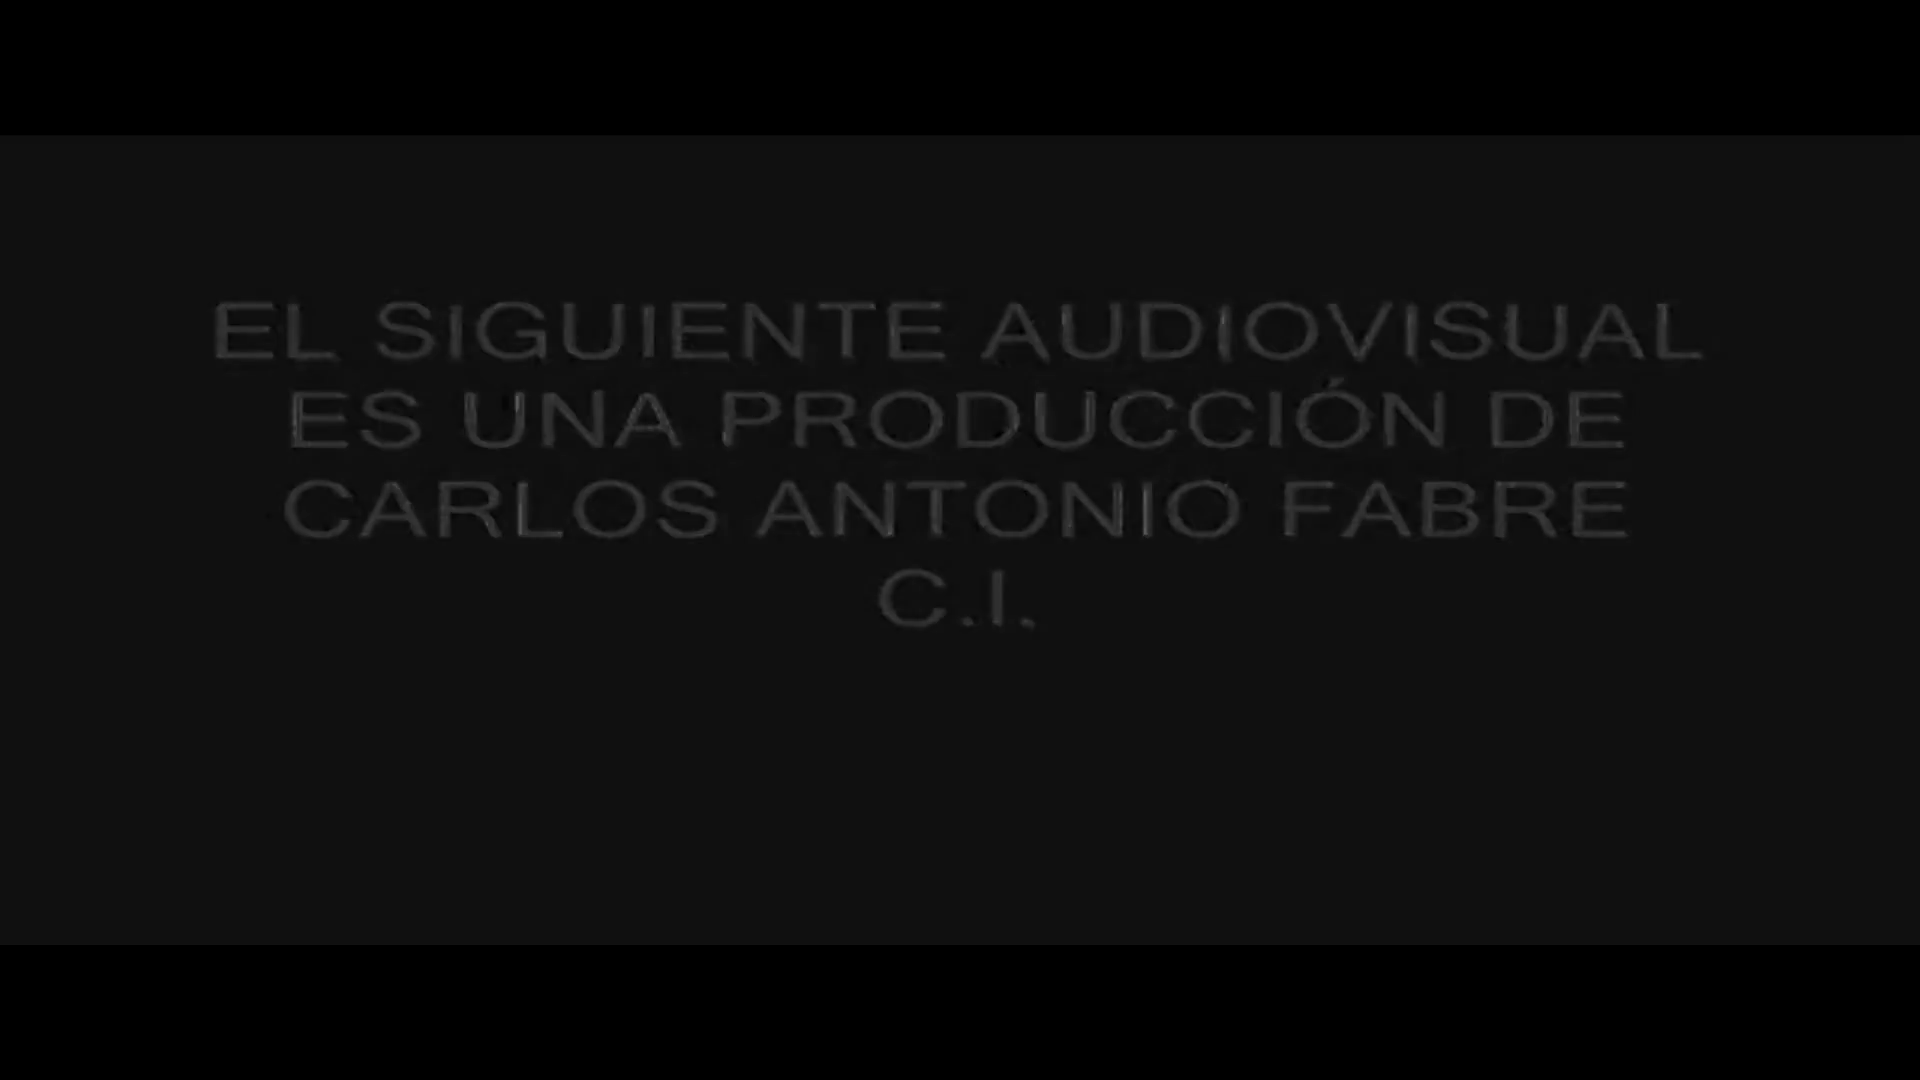 EL SIGUIENTE AUDIOVISUAL
ES UNA PRODUCCIÓN DE
CARLOS ANTONIO FABRE
C.I.